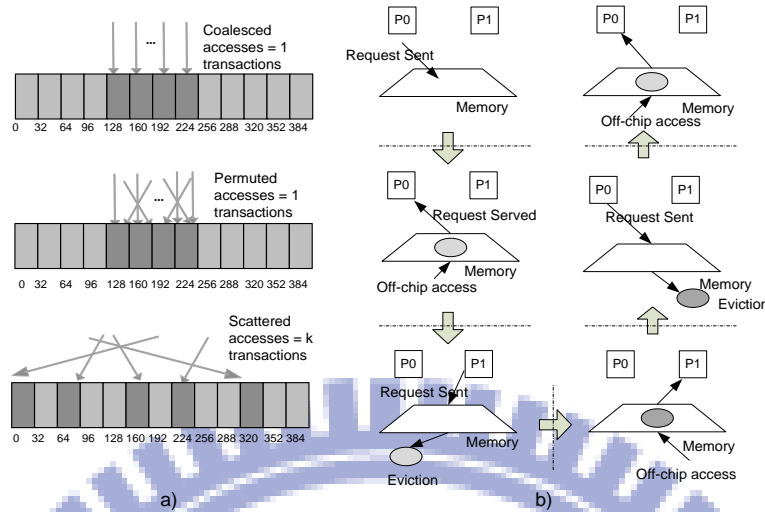 Coalesced
accesses = 1
transactions
...
0 32 64 96 128 160 192 224 256 288 320 352 384
Permuted
accesses = 1
transactions
...
0 32 64 96 128 160 192 224 256 288 320 352 384
Scattered
accesses = k
transactions
0 32 64 96 128 160 192 224 256 288 320 352 384
a)
P0 P1
Request Sent
Memory
P0 P1
Request Served
Memory
Off-chip access
P0 P1
Request Sent
Memory
Eviction
P0 P1
Memory
Off-chip access
P0 P1
Request Sent
Memory
Eviction
P0 P1
Memory
Off-chip access
b)